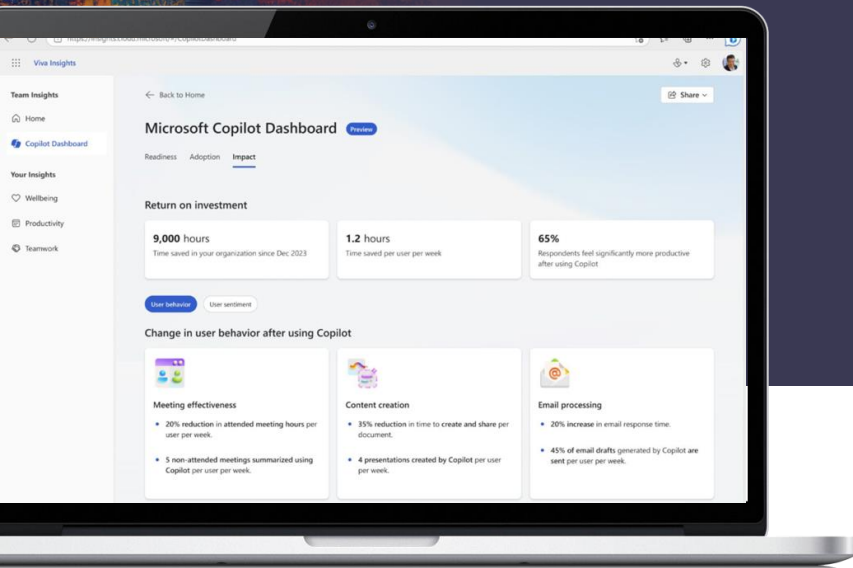 Viva Insights
Team Insights
Home
Copilot Dashboard
Your Insights
Wellbeing
Productivity
Teamwork
Back to Home
Share
Microsoft Copilot Dashboard
Preview
Readiness Adoption Impact
Return on investment
9,000 hours
Time saved in your organization since Dec 2023
1.2 hours
Time saved per user per week
65%
Respondents feel significantly more productive
after using Copilot
User behavior
User sentiment
Change in user behavior after using Copilot
Meeting effectiveness
• 20% reduction in attended meeting hours per
user per week.
• 5 non-attended meetings summarized using
Copilot per user per week.
Content creation
• 35% reduction in time to create and share per
document.
• 4 presentations created by Copilot per user
per week.
Email processing
• 20% increase in email response time.
• 45% of email drafts generated by Copilot are
sent per user per week.